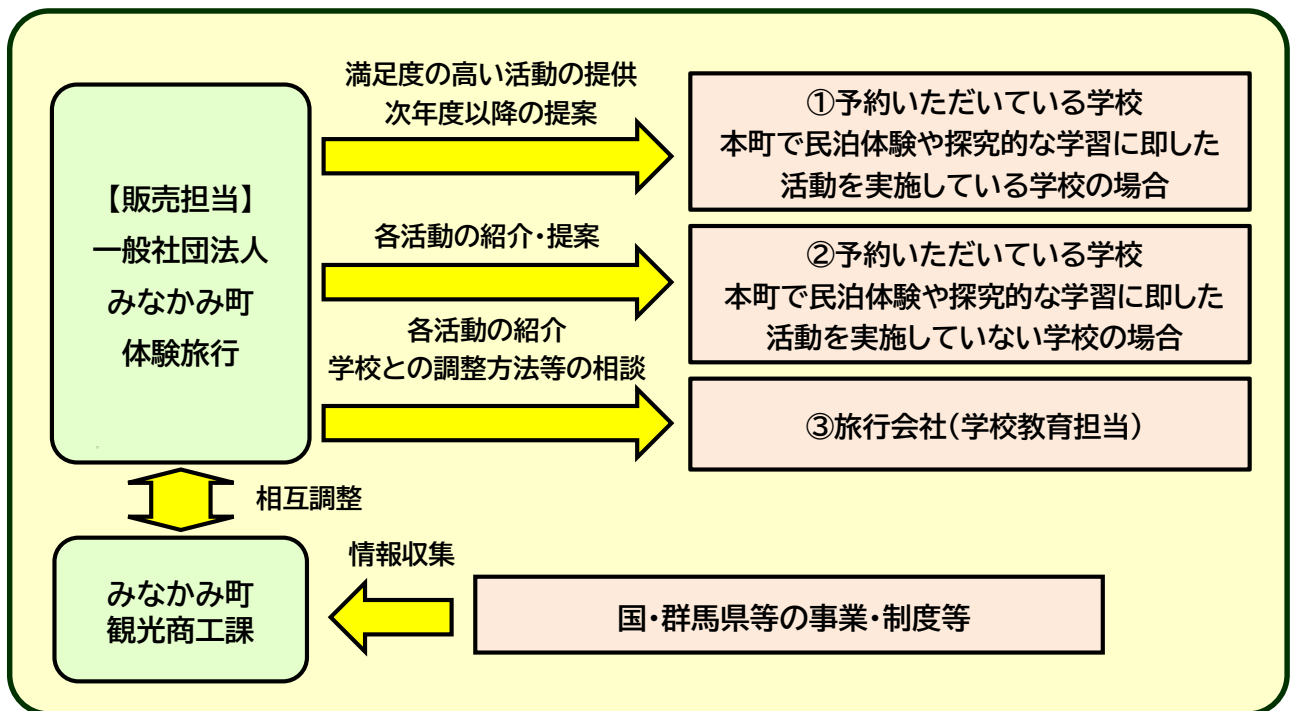 【販売担当】
一般社団法人
みなかみ町
体験旅行
満足度の高い活動の提供
次年度以降の提案
①予約いただいている学校
本町で民泊体験や探究的な学習に即した
活動を実施している学校の場合
各活動の紹介・提案
②予約いただいている学校
本町で民泊体験や探究的な学習に即した
活動を実施していない学校の場合
各活動の紹介
学校との調整方法等の相談
③旅行会社(学校教育担当)
相互調整
みなかみ町
観光商工課
情報収集
国・群馬県等の事業・制度等